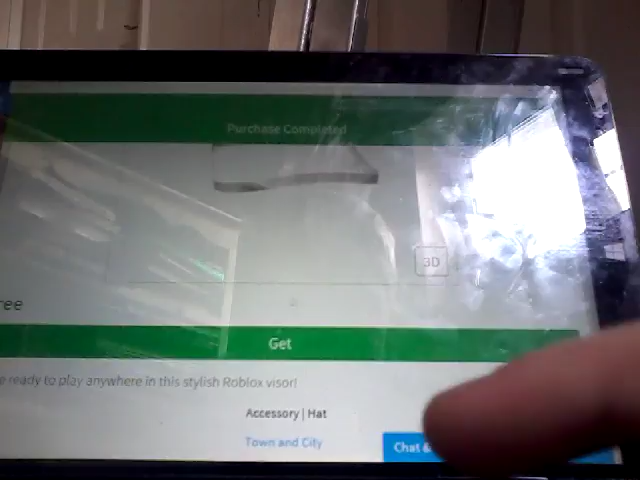 Purchase Completed
3D
ree
Get
e ready to play anywhere in this stylish Roblox visor!
Accessory | Hat
Town and City
Chat &